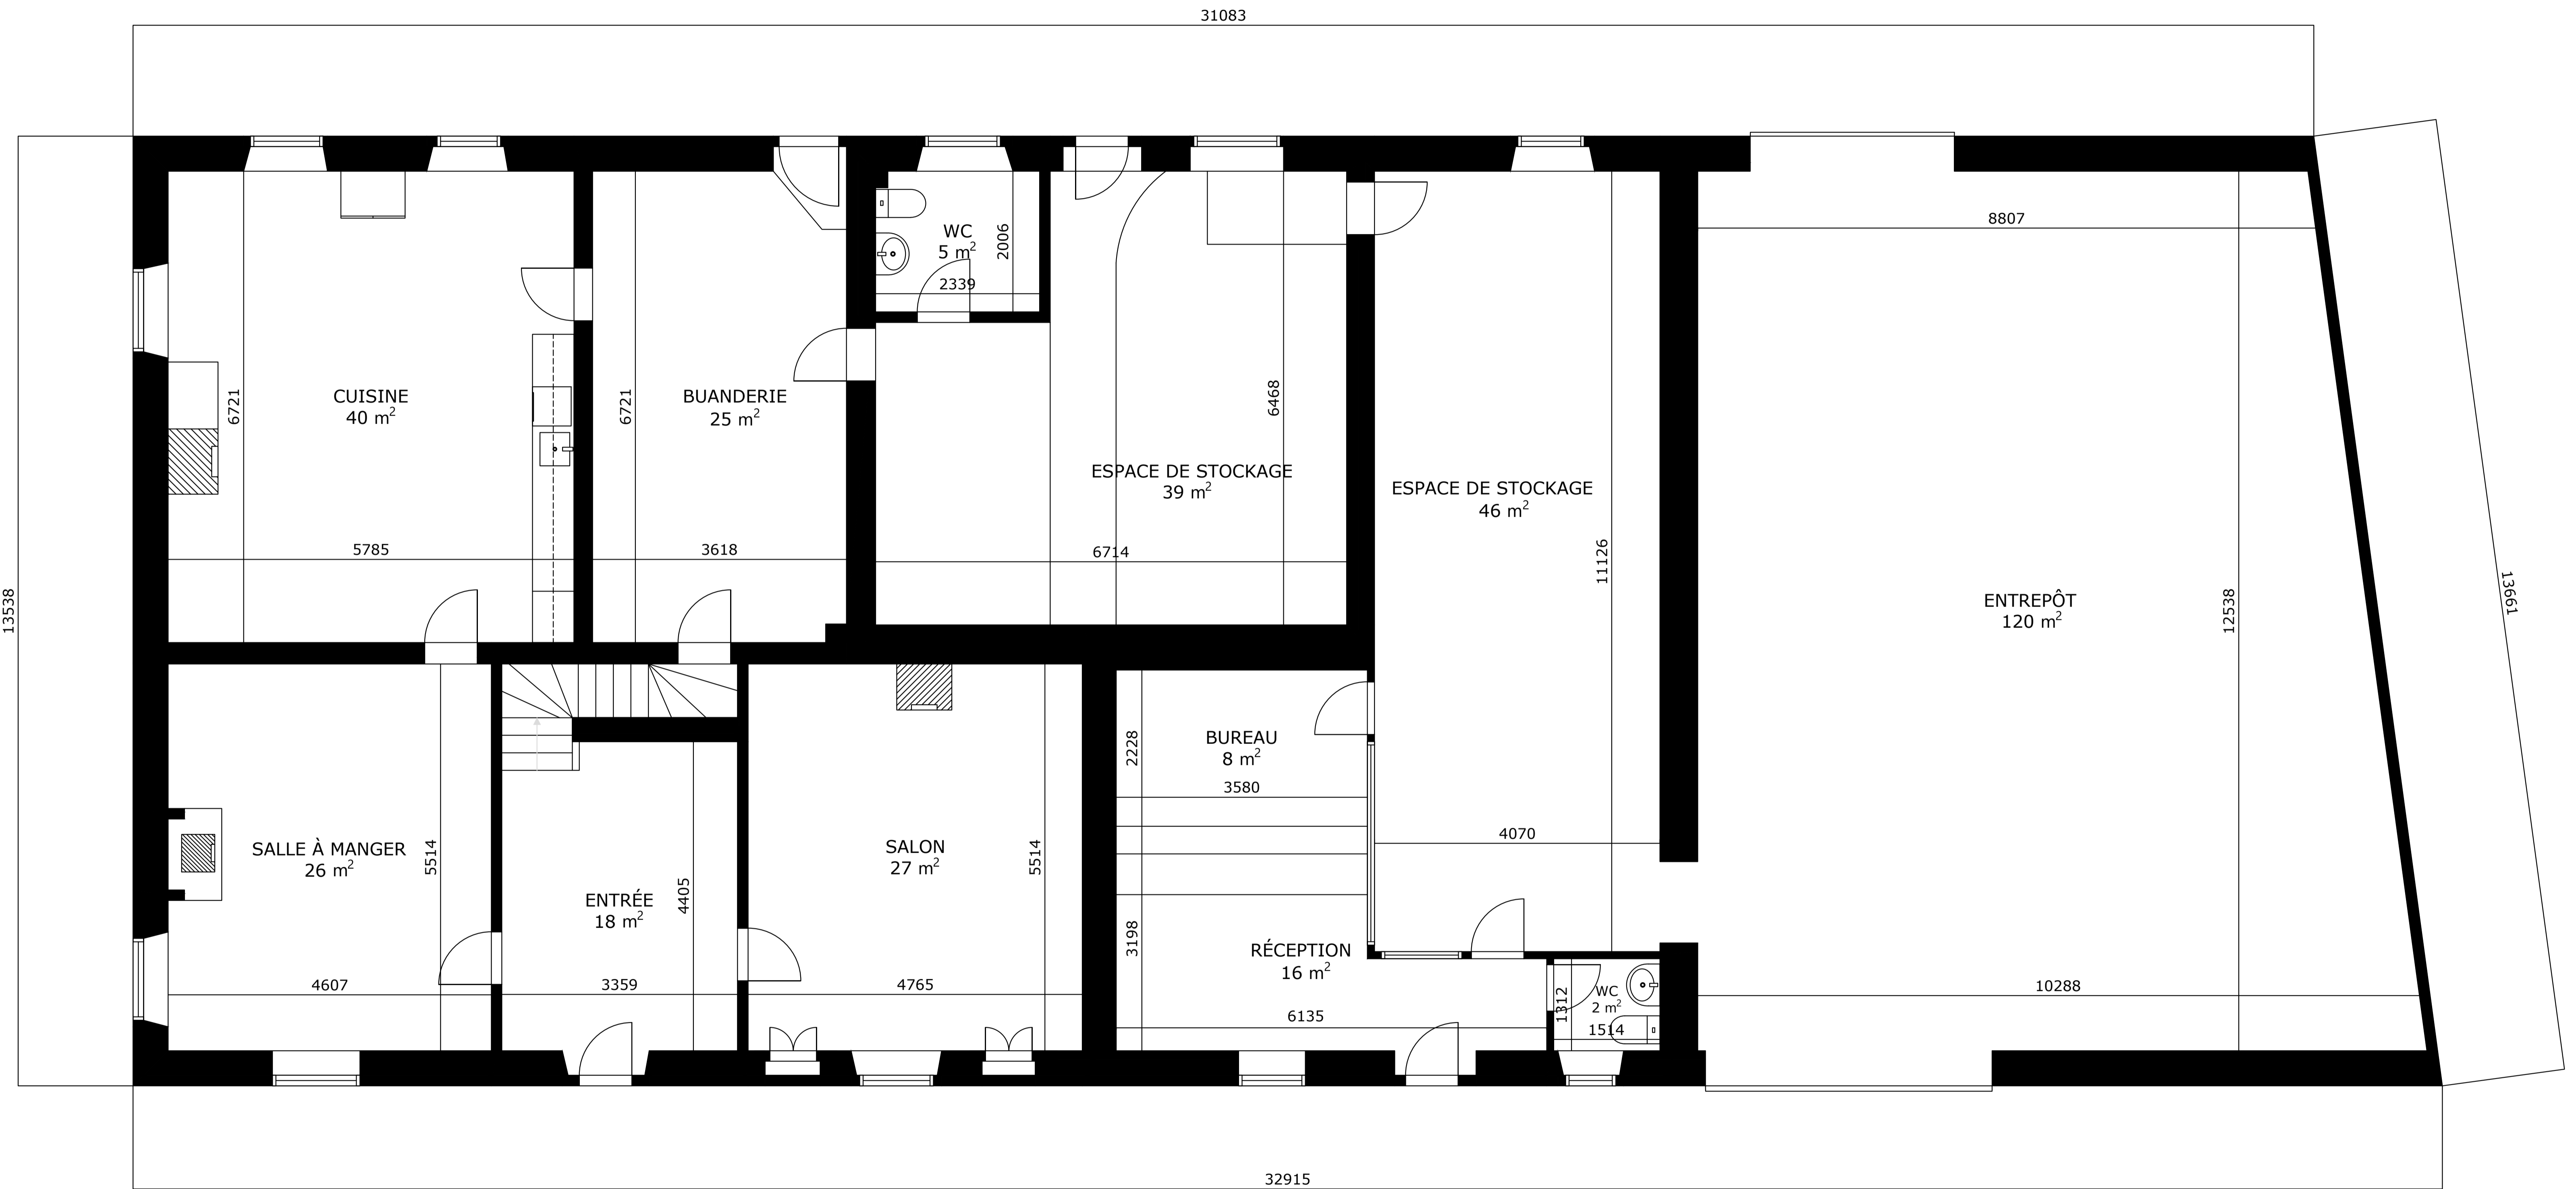 31083
8807
WC
5 m²
2006
2339
CUISINE
40 m²
6721
BUANDERIE
25 m²
6721
6468
ESPACE DE STOCKAGE
39 m²
ESPACE DE STOCKAGE
46 m²
5785
3618
6714
11126
13538
ENTREPÔT
120 m²
12538
13661
BUREAU
8 m²
2228
3580
4070
SALLE À MANGER
26 m²
5514
SALON
27 m²
5514
ENTRÉE
18 m²
4405
3198
RÉCEPTION
16 m²
4607
3359
4765
6135
1312
WC
2 m²
1514
10288
32915